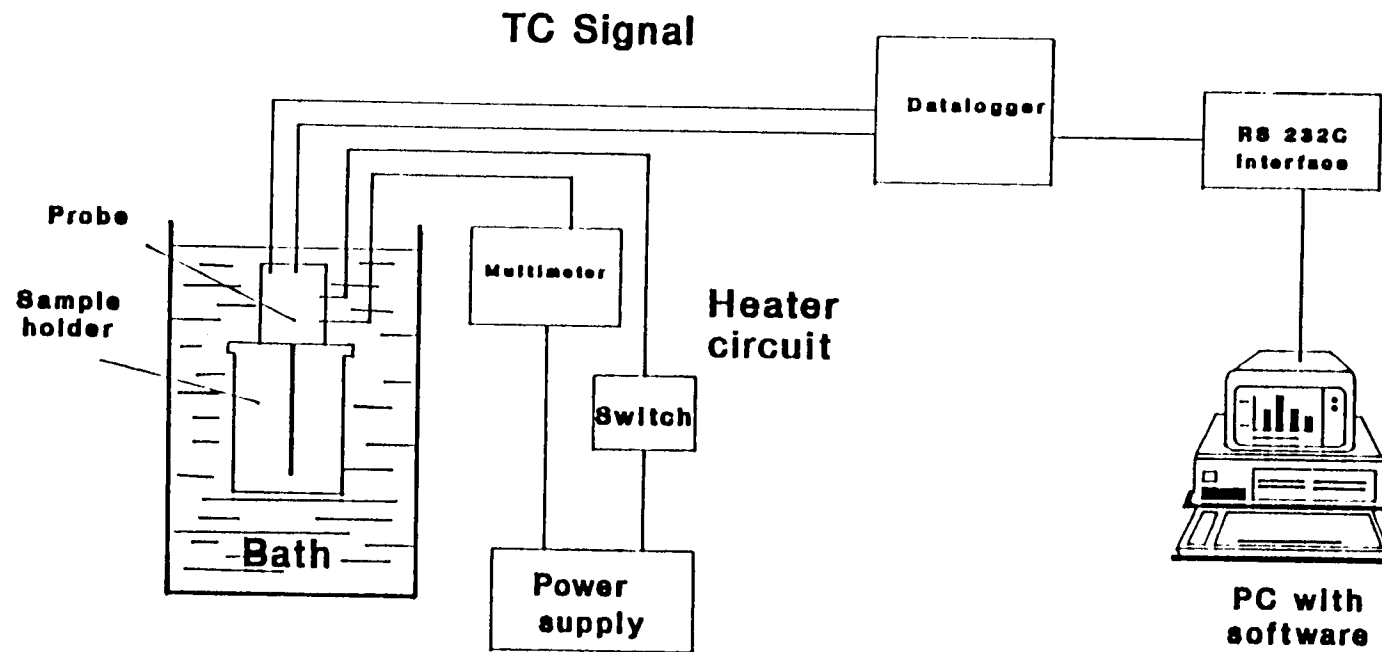 TC Signal
Datalogger
RS 232C
interface
Probe
Multimeter
Sample
holder
Heater
circuit
Switch
Bath
Power
supply
PC with
software